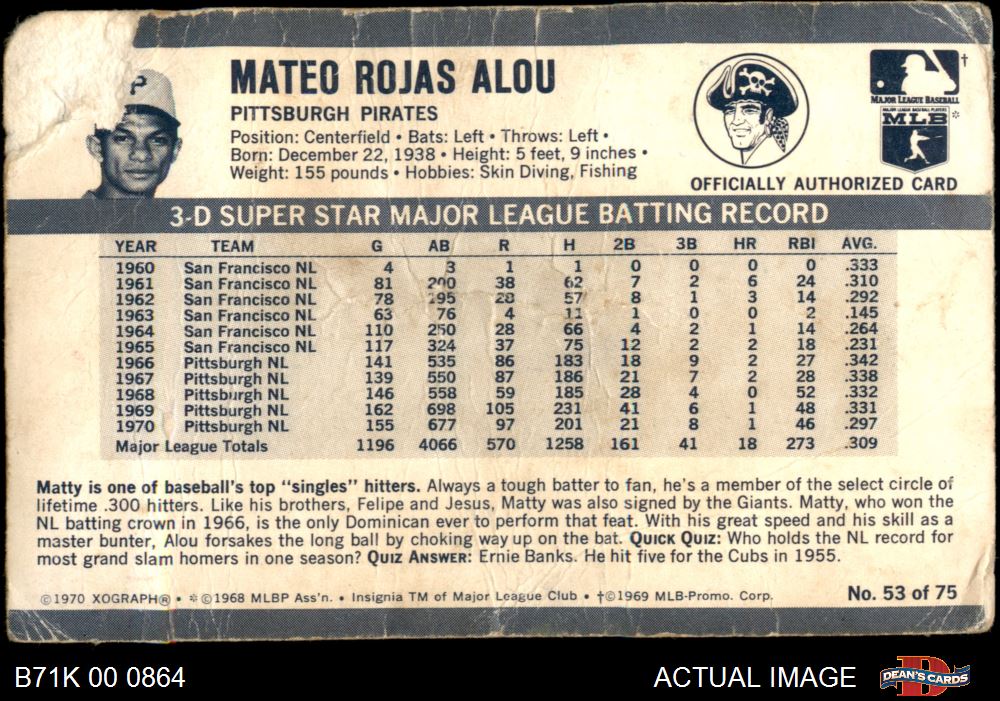 P
MATEO ROJAS ALOU
PITTSBURGH PIRATES
Position: Centerfield • Bats: Left • Throws: Left •
Born: December 22, 1938 • Height: 5 feet, 9 inches •
Weight: 155 pounds • Hobbies: Skin Diving, Fishing
†
MAJOR LEAGUE BASEBALL
MAJOR LEAGUE BASEBALL PLAYERS
MLB *
OFFICIALLY AUTHORIZED CARD
3-D SUPER STAR MAJOR LEAGUE BATTING RECORD
YEAR TEAM G AB R H 2B 3B HR RBI AVG.
1960 San Francisco NL 4 3 1 1 0 0 0 0 .333
1961 San Francisco NL 81 200 38 62 7 2 6 24 .310
1962 San Francisco NL 78 195 28 57 8 1 3 14 .292
1963 San Francisco NL 63 76 4 11 1 0 0 2 .145
1964 San Francisco NL 110 250 28 66 4 2 1 14 .264
1965 San Francisco NL 117 324 37 75 12 2 2 18 .231
1966 Pittsburgh NL 141 535 86 183 18 9 2 27 .342
1967 Pittsburgh NL 139 550 87 186 21 7 2 28 .338
1968 Pittsburgh NL 146 558 59 185 28 4 0 52 .332
1969 Pittsburgh NL 162 698 105 231 41 6 1 48 .331
1970 Pittsburgh NL 155 677 97 201 21 8 1 46 .297
Major League Totals 1196 4066 570 1258 161 41 18 273 .309
Matty is one of baseball's top "singles" hitters. Always a tough batter to fan, he's a member of the select circle of
lifetime .300 hitters. Like his brothers, Felipe and Jesus, Matty was also signed by the Giants. Matty, who won the
NL batting crown in 1966, is the only Dominican ever to perform that feat. With his great speed and his skill as a
master bunter, Alou forsakes the long ball by choking way up on the bat. QUICK QUIZ: Who holds the NL record for
most grand slam homers in one season? QUIZ ANSWER: Ernie Banks. He hit five for the Cubs in 1955.
©1970 XOGRAPH® • *©1968 MLBP Ass'n. • Insignia TM of Major League Club • †©1969 MLB-Promo. Corp.
No. 53 of 75
B71K 00 0864
ACTUAL IMAGE
D
DEAN'S CARDS